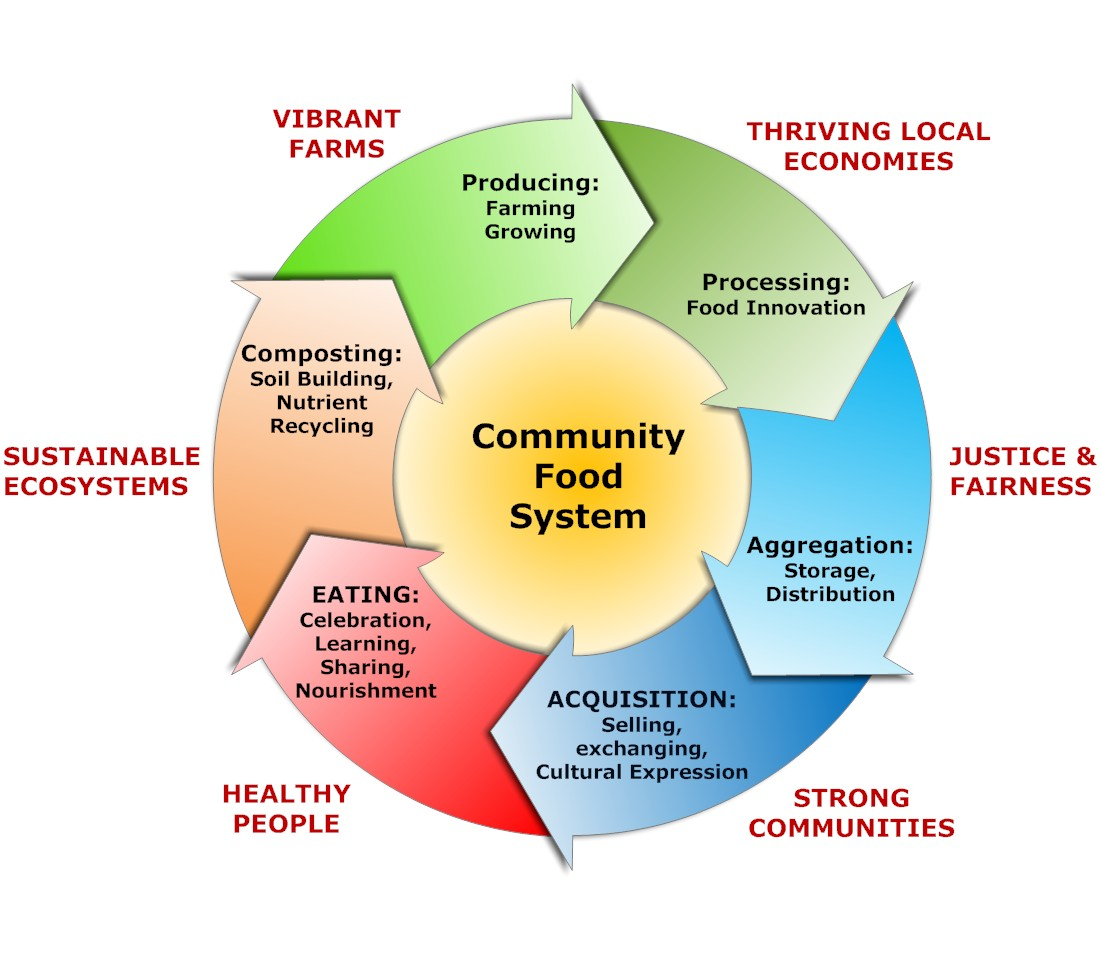 VIBRANT
FARMS
THRIVING LOCAL
ECONOMIES
Producing:
Farming
Growing
Processing:
Food Innovation
Composting:
Soil Building,
Nutrient
Recycling
Community
Food
System
SUSTAINABLE
ECOSYSTEMS
JUSTICE &
FAIRNESS
Aggregation:
Storage,
Distribution
EATING:
Celebration,
Learning,
Sharing,
Nourishment
ACQUISITION:
Selling,
exchanging,
Cultural Expression
HEALTHY
PEOPLE
STRONG
COMMUNITIES